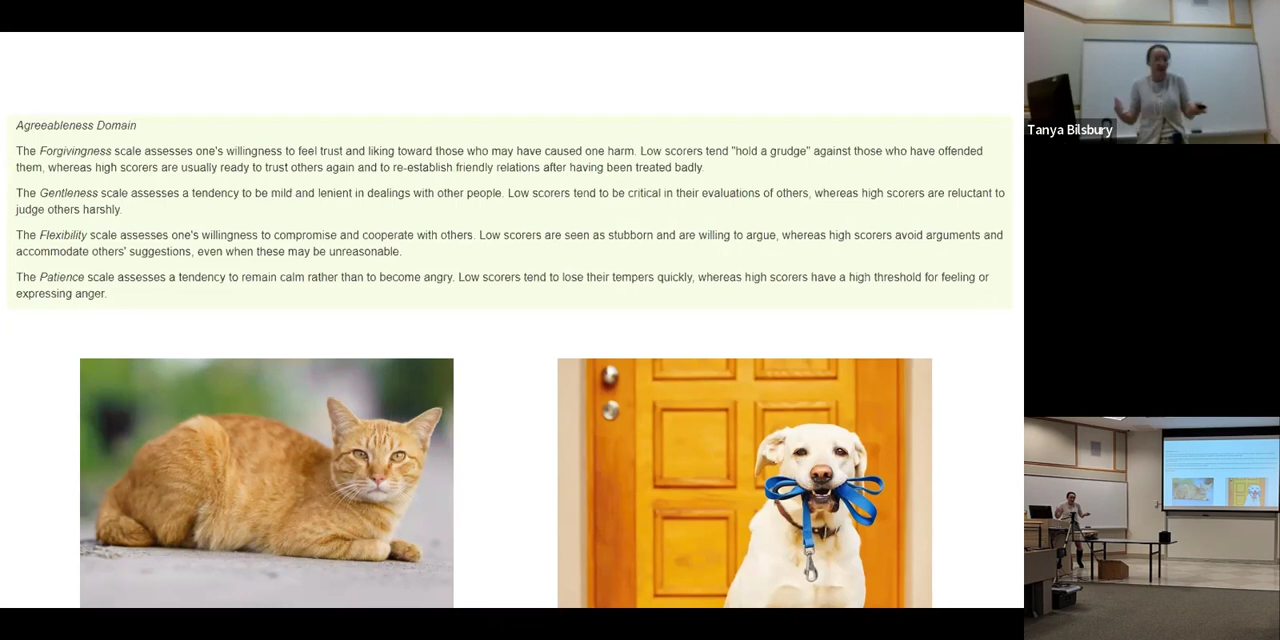 Agreeableness Domain
The Forgivingness scale assesses one's willingness to feel trust and liking toward those who may have caused one harm. Low scorers tend "hold a grudge" against those who have offended
them, whereas high scorers are usually ready to trust others again and to re-establish friendly relations after having been treated badly.
The Gentleness scale assesses a tendency to be mild and lenient in dealings with other people. Low scorers tend to be critical in their evaluations of others, whereas high scorers are reluctant to
judge others harshly.
The Flexibility scale assesses one's willingness to compromise and cooperate with others. Low scorers are seen as stubborn and are willing to argue, whereas high scorers avoid arguments and
accommodate others' suggestions, even when these may be unreasonable.
The Patience scale assesses a tendency to remain calm rather than to become angry. Low scorers tend to lose their tempers quickly, whereas high scorers have a high threshold for feeling or
expressing anger.
Tanya Bilsbury